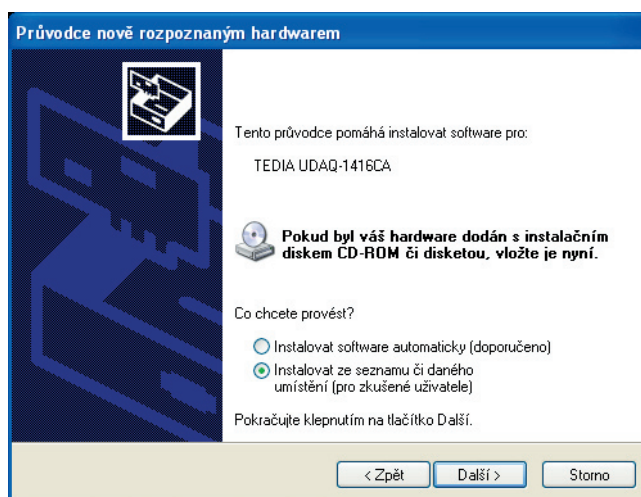 Průvodce nově rozpoznaným hardwarem
Tento průvodce pomáhá instalovat software pro:
TEDIA UDAQ-1416CA
Pokud byl váš hardware dodán s instalačním
diskem CD-ROM či disketou, vložte je nyní.
Co chcete provést?
Instalovat software automaticky (doporučeno)
Instalovat ze seznamu či daného
umístění (pro zkušené uživatele)
Pokračujte klepnutím na tlačítko Další.
< Zpět
Další >
Storno